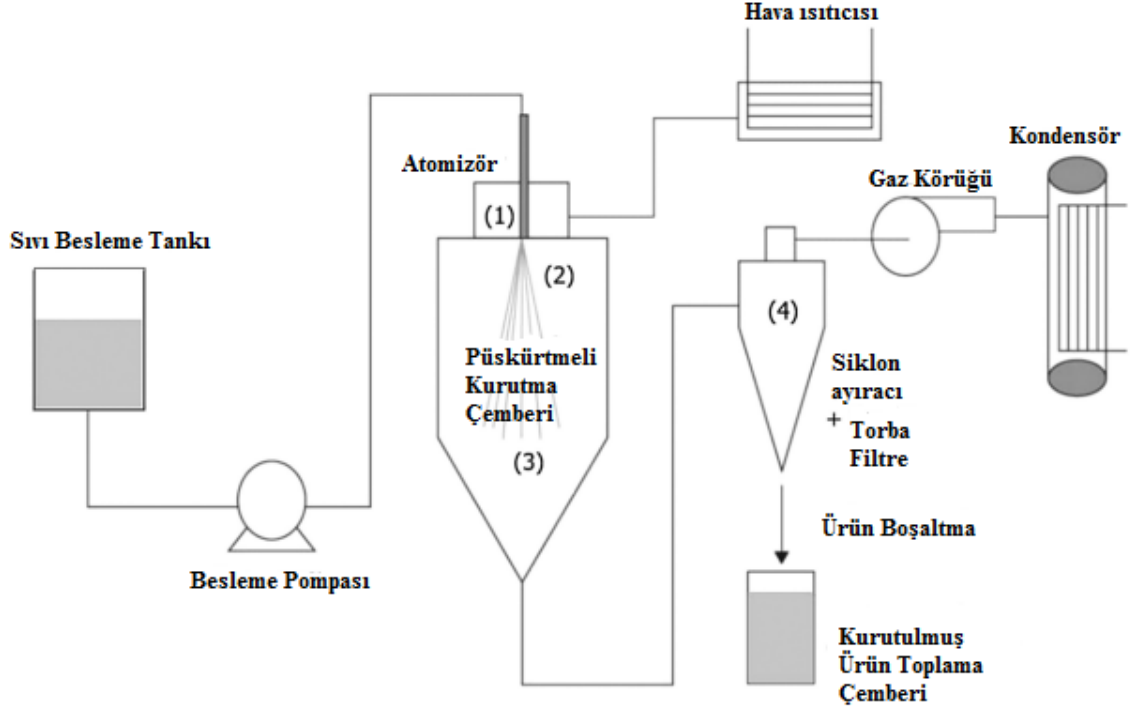 Hava ısıtıcısı
Kondensör
Atomizör
Gaz Körüğü
(1)
Sıvı Besleme Tankı
(2)
(4)
Püskürtmeli
Kurutma
Çemberi
Siklon
ayıracı
+ Torba
Filtre
(3)
Ürün Boşaltma
Besleme Pompası
Kurutulmuş
Ürün Toplama
Çemberi